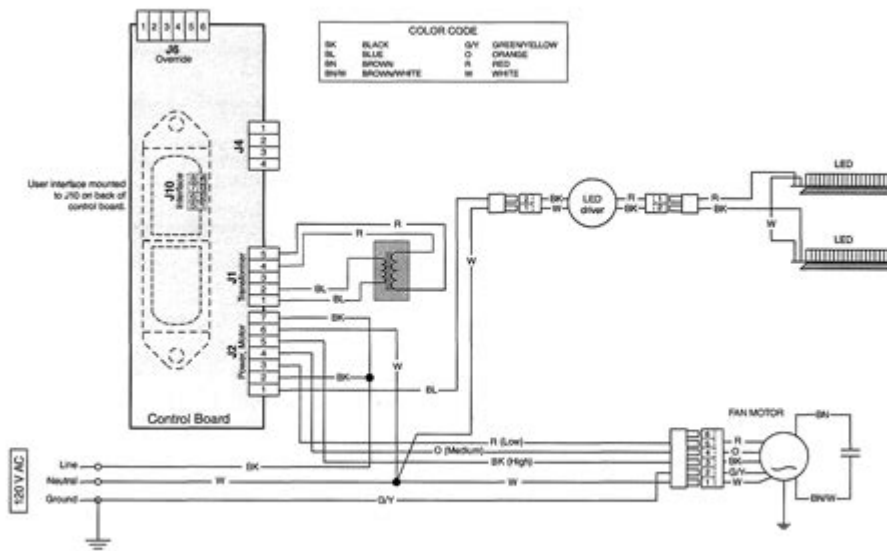 1 2 3 4 5 6
J6
Override
COLOR CODE
BK BLACK G/Y GREEN/YELLOW
BL BLUE O ORANGE
BN BROWN R RED
BN/W BROWN/WHITE W WHITE
J4
1
2
3
4
User interface mounted
to J10 on back of
control board.
J10
Interface
LED
BK
W
LED
driver
R
BK
R
BK
W
LED
R
R
J1
Transformer
5
4
3
2
1
BL
BL
W
J2
Power, Motor
7
6
5
4
3
2
1
BK
W
BK
BL
Control Board
FAN MOTOR
BN
R (Low)
O (Medium)
BK (High)
R
O
BK
G/Y
W
BN/W
120 V AC
Line
Neutral
Ground
BK
W
W
G/Y